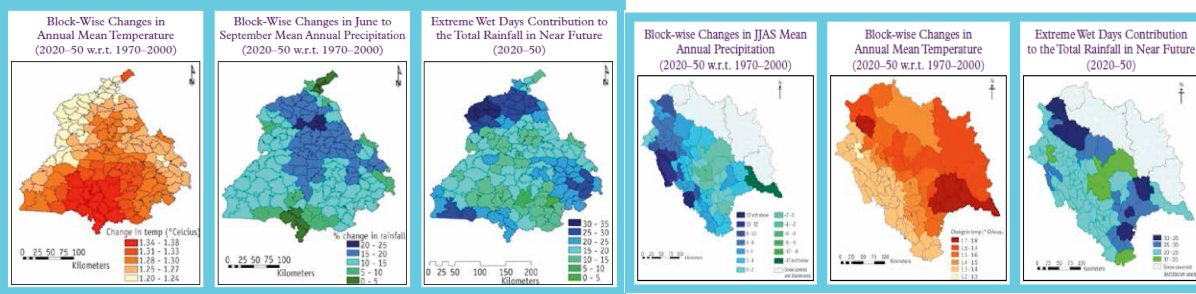 Block-Wise Changes in
Annual Mean Temperature
(2020–50 w.r.t. 1970–2000)
Change in temp (°Celcius)
1.34 - 1.38
1.31 - 1.33
1.28 - 1.30
1.25 - 1.27
1.20 - 1.24
0 25 50 75 100
Kilometers
Block-Wise Changes in June to
September Mean Annual Precipitation
(2020–50 w.r.t. 1970–2000)
% change in rainfall
20 - 25
15 - 20
10 - 15
5 - 10
0 - 5
0 25 50 75 100
Kilometers
Extreme Wet Days Contribution to
the Total Rainfall in Near Future
(2020–50)
30 - 35
25 - 30
20 - 25
15 - 20
10 - 15
5 - 10
0 - 5
0 25 50 100 150 200
Kilometers
Block-wise Changes in JJAS Mean
Annual Precipitation
(2020–50 w.r.t. 1970–2000)
Block-wise Changes in
Annual Mean Temperature
(2020–50 w.r.t. 1970–2000)
Change in temp (°Celcius)
Extreme Wet Days Contribution
to the Total Rainfall in Near Future
(2020–50)